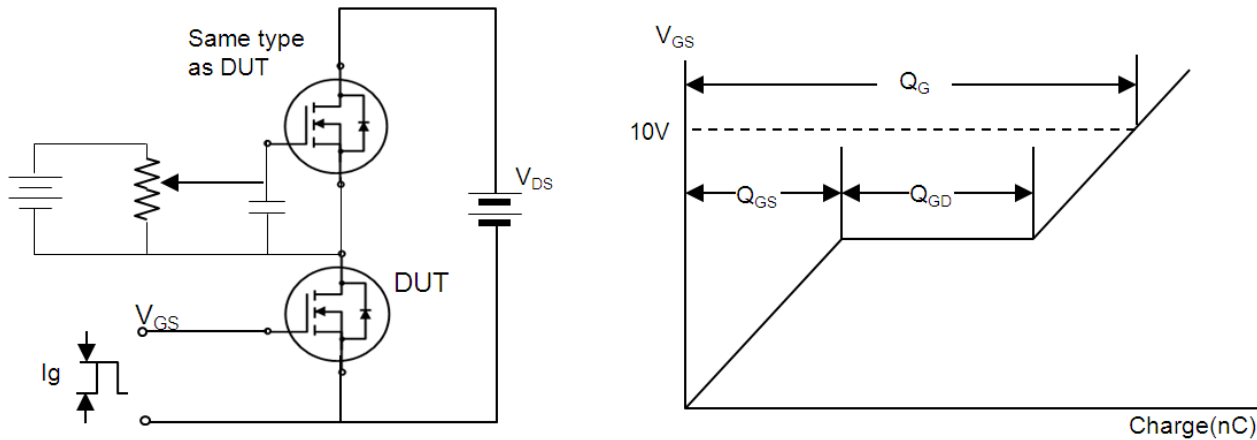 Same type
as DUT
VDS
DUT
VGS
Ig
VGS
QG
10V
QGS
QGD
Charge(nC)